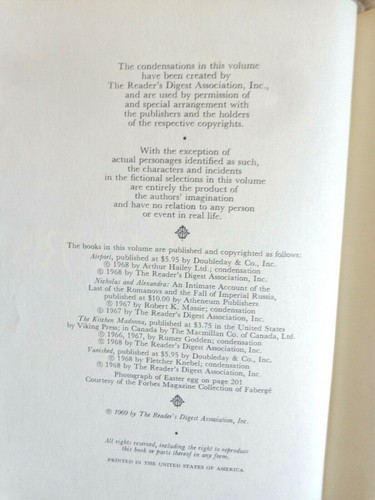 The condensations in this volume
have been created by
The Reader's Digest Association, Inc.,
and are used by permission of
and special arrangement with
the publishers and the holders
of the respective copyrights.
•
With the exception of
actual personages identified as such,
the characters and incidents
in the fictional selections in this volume
are entirely the product of
the authors' imagination
and have no relation to any person
or event in real life.
The books in this volume are published and copyrighted as follows:
Airport, published at $5.95 by Doubleday & Co., Inc.
© 1968 by Arthur Hailey Ltd.; condensation
© 1968 by The Reader's Digest Association, Inc.
Nicholas and Alexandra: An Intimate Account of the
Last of the Romanovs and the Fall of Imperial Russia,
published at $10.00 by Atheneum Publishers
© 1967 by Robert K. Massie; condensation
© 1967 by The Reader's Digest Association, Inc.
The Kitchen Madonna, published at $3.75 in the United States
by Viking Press; in Canada by The Macmillan Co. of Canada, Ltd.
© 1966, 1967, by Rumer Godden; condensation
© 1968 by The Reader's Digest Association, Inc.
Vanished, published at $5.95 by Doubleday & Co., Inc.
© 1968 by Fletcher Knebel; condensation
© 1968 by The Reader's Digest Association, Inc.
Photograph of Easter egg on page 201
Courtesy of the Forbes Magazine Collection of Fabergé
© 1969 by The Reader's Digest Association, Inc.
•
All rights reserved, including the right to reproduce
this book or parts thereof in any form.
PRINTED IN THE UNITED STATES OF AMERICA